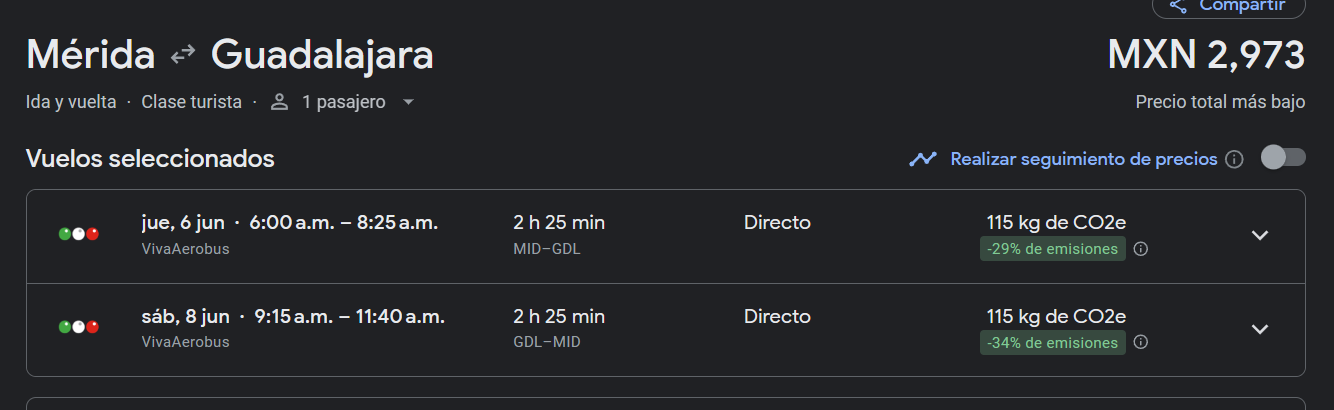 Compartir
Mérida Guadalajara
MXN 2,973
Ida y vuelta · Clase turista · 1 pasajero
Precio total más bajo
Vuelos seleccionados
Realizar seguimiento de precios
jue, 6 jun · 6:00 a.m. – 8:25 a.m.
VivaAerobus
2 h 25 min
MID–GDL
Directo
115 kg de CO2e
-29% de emisiones
sáb, 8 jun · 9:15 a.m. – 11:40 a.m.
VivaAerobus
2 h 25 min
GDL–MID
Directo
115 kg de CO2e
-34% de emisiones